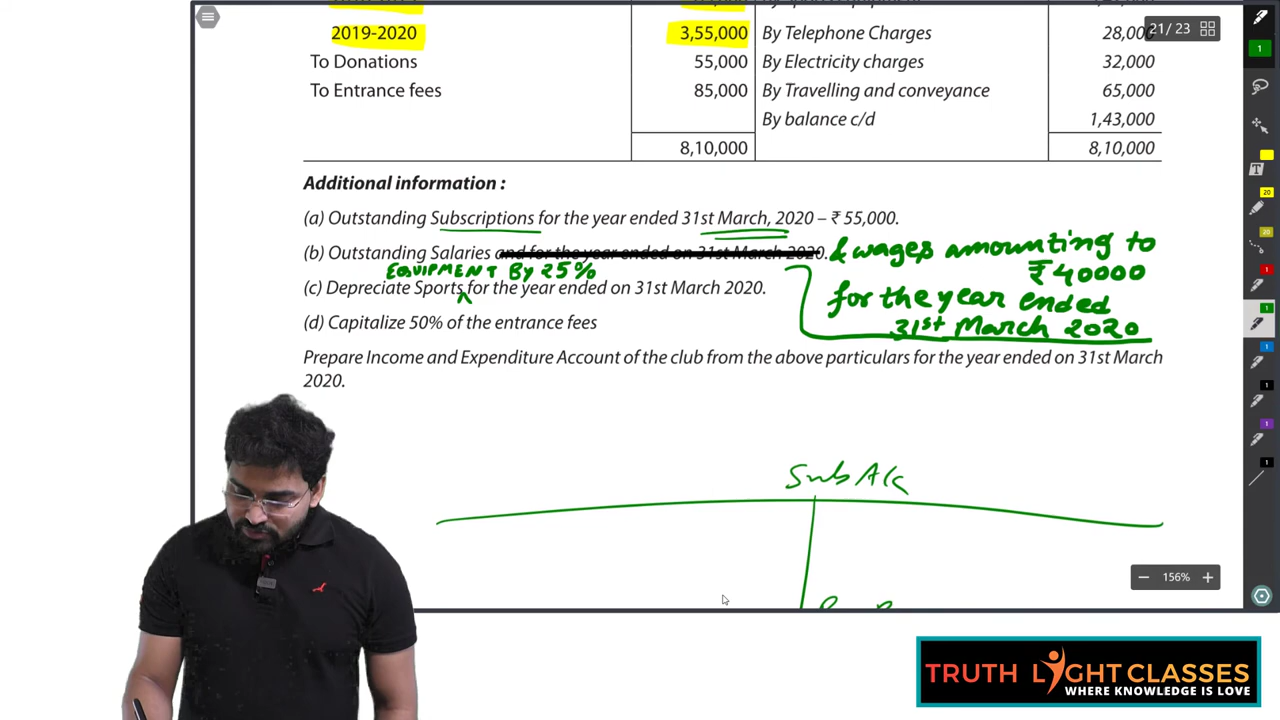 21 / 23
2019-2020 3,55,000 By Telephone Charges 28,000
To Donations 55,000 By Electricity charges 32,000
To Entrance fees 85,000 By Travelling and conveyance 65,000
By balance c/d 1,43,000
8,10,000 8,10,000
Additional information :
(a) Outstanding Subscriptions for the year ended 31st March, 2020 – ₹ 55,000.
(b) Outstanding Salaries and for the year ended on 31st March 2020. & wages amounting to
₹40000
for the year ended
31st March 2020
EQUIPMENT By 25%
(c) Depreciate Sports for the year ended on 31st March 2020.
(d) Capitalize 50% of the entrance fees
Prepare Income and Expenditure Account of the club from the above particulars for the year ended on 31st March
2020.
Sub A/c
156%
TRUTH LIGHT CLASSES
WHERE KNOWLEDGE IS LOVE